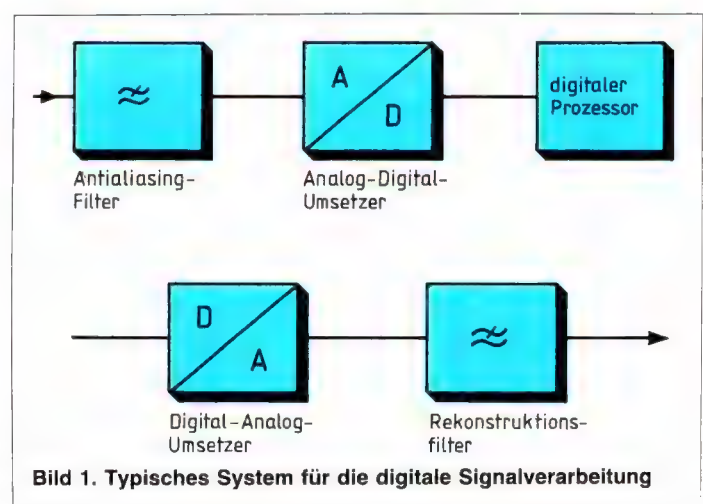 A
D
digitaler
Prozessor
Antialiasing-
Filter
Analog-Digital-
Umsetzer
D
A
Digital-Analog-
Umsetzer
Rekonstruktions-
filter
Bild 1. Typisches System für die digitale Signalverarbeitung